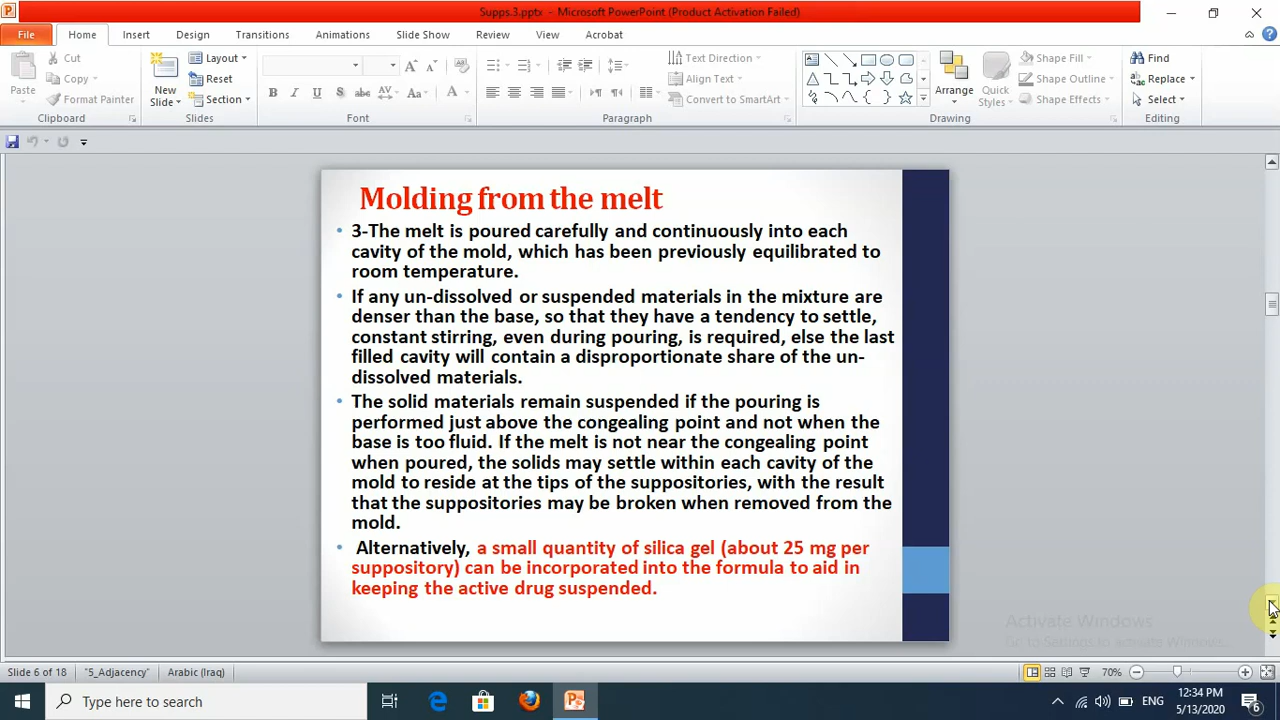 Supps.3.pptx - Microsoft PowerPoint (Product Activation Failed)
File Home Insert Design Transitions Animations Slide Show Review View Acrobat
Paste Cut Copy Format Painter
Clipboard
New Slide Layout Reset Section
Slides
B I U S abc AV Aa A A A
Font
Text Direction Align Text Convert to SmartArt
Paragraph
Arrange Quick Styles Shape Fill Shape Outline Shape Effects
Drawing
Find Replace Select
Editing
Molding from the melt
• 3-The melt is poured carefully and continuously into each
cavity of the mold, which has been previously equilibrated to
room temperature.
• If any un-dissolved or suspended materials in the mixture are
denser than the base, so that they have a tendency to settle,
constant stirring, even during pouring, is required, else the last
filled cavity will contain a disproportionate share of the un-
dissolved materials.
• The solid materials remain suspended if the pouring is
performed just above the congealing point and not when the
base is too fluid. If the melt is not near the congealing point
when poured, the solids may settle within each cavity of the
mold to reside at the tips of the suppositories, with the result
that the suppositories may be broken when removed from the
mold.
• Alternatively, a small quantity of silica gel (about 25 mg per
suppository) can be incorporated into the formula to aid in
keeping the active drug suspended.
Activate Windows
Go to Settings to activate Windows.
Slide 6 of 18 "5_Adjacency" Arabic (Iraq) 70%
Type here to search
ENG
12:34 PM
5/13/2020
6